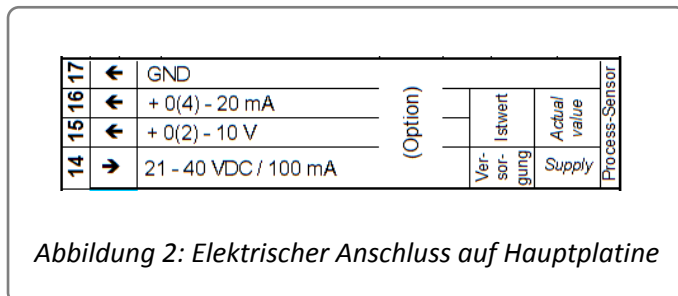 17 ← GND
16 ← + 0(4) - 20 mA
15 ← + 0(2) - 10 V
14 → 21 - 40 VDC / 100 mA
(Option)
Istwert
Actual
value
Ver-
sor-
gung
Supply
Process-Sensor
Abbildung 2: Elektrischer Anschluss auf Hauptplatine